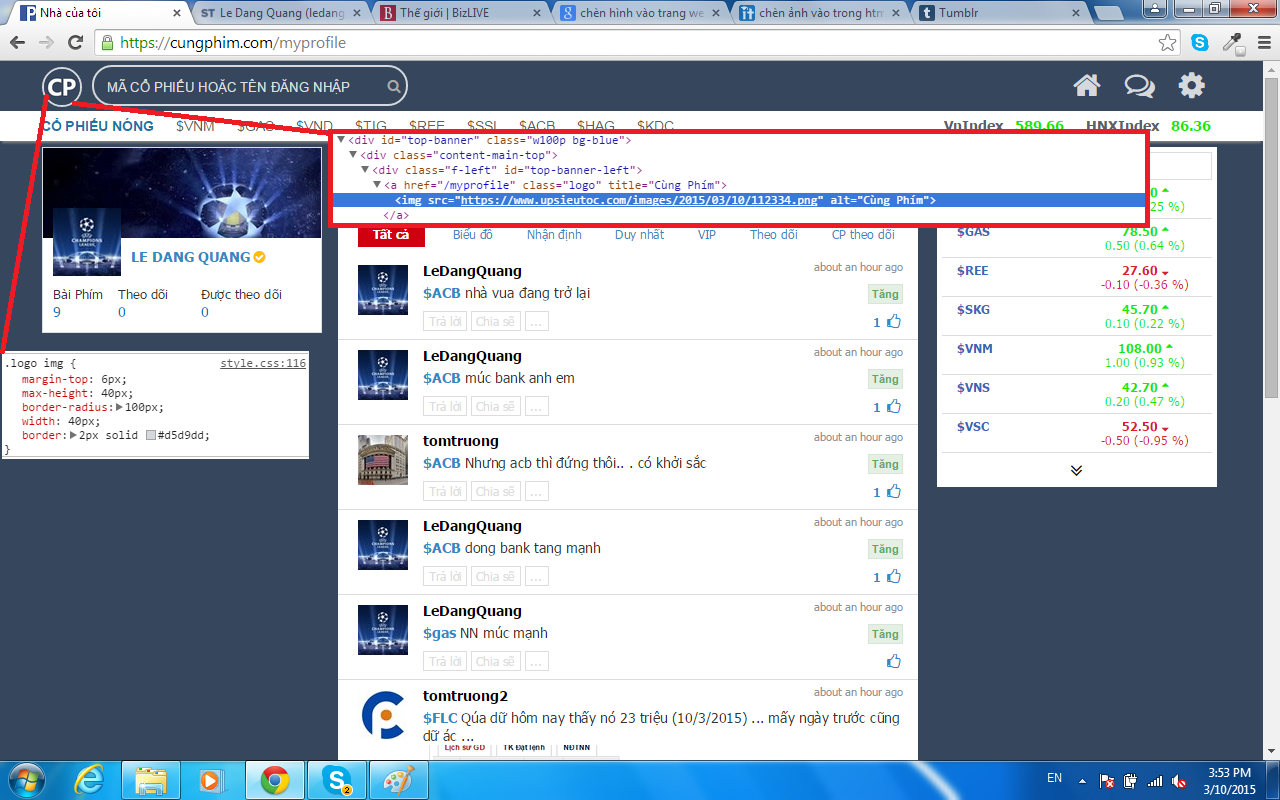 Nhà của tôi
ST Le Dang Quang (ledang
Thế giới | BizLIVE
chèn hình vào trang we
chèn ảnh vào trong htm
Tumblr
https://cungphim.com/myprofile
CP
MÃ CỔ PHIẾU HOẶC TÊN ĐĂNG NHẬP
CỔ PHIẾU NÓNG $VNM $GAS $VND $TIG $REE $SSI $ACB $HAG $KDC
VnIndex 589.66 HNXIndex 86.36
<div id="top-banner" class="w100p bg-blue">
<div class="content-main-top">
<div class="f-left" id="top-banner-left">
<a href="/myprofile" class="logo" title="Cùng Phím">
<img src="https://www.upsieutoc.com/images/2015/03/10/112334.png" alt="Cùng Phím">
</a>
CHAMPIONS
LEAGUE
LE DANG QUANG
Bài Phím Theo dõi Được theo dõi
9 0 0
.logo img { style.css:116
margin-top: 6px;
max-height: 40px;
border-radius: 100px;
width: 40px;
border: 2px solid #d5d9dd;
}
Tất cả Biểu đồ Nhận định Duy nhất VIP Theo dõi CP theo dõi
LeDangQuang about an hour ago
$ACB nhà vua đang trở lại Tăng
Trả lời Chia sẽ ... 1
LeDangQuang about an hour ago
$ACB múc bank anh em Tăng
Trả lời Chia sẽ ... 1
tomtruong about an hour ago
$ACB Nhưng acb thì đứng thôi.. . có khởi sắc Tăng
Trả lời Chia sẽ ... 1
LeDangQuang about an hour ago
$ACB dong bank tang mạnh Tăng
Trả lời Chia sẽ ... 1
LeDangQuang about an hour ago
$gas NN múc mạnh Tăng
Trả lời Chia sẽ ...
tomtruong2 about an hour ago
$FLC Qúa dữ hôm nay thấy nó 23 triệu (10/3/2015) ... mấy ngày trước cũng
dữ ác ...
Lịch sử GD TK Đặt lệnh NĐTNN
$GAS 78.50
0.50 (0.64 %)
$REE 27.60
-0.10 (-0.36 %)
$SKG 45.70
0.10 (0.22 %)
$VNM 108.00
1.00 (0.93 %)
$VNS 42.70
0.20 (0.47 %)
$VSC 52.50
-0.50 (-0.95 %)
2
EN
3:53 PM
3/10/2015